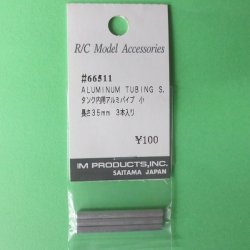 R/C Model Accessories
#66511
ALUMINUM TUBING S.
タンク内用アルミパイプ 小
長さ35mm 3本入り
¥100
IM PRODUCTS,INC.
SAITAMA JAPAN